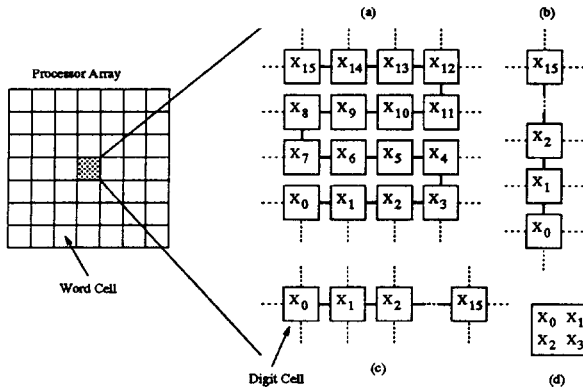 (a) (b)
Processor Array
X15 X14 X13 X12
X8 X9 X10 X11
X7 X6 X5 X4
X0 X1 X2 X3
X15
X2
X1
X0
Word Cell
X0 X1 X2 X15
Digit Cell
(c)
X0 X1
X2 X3
(d)